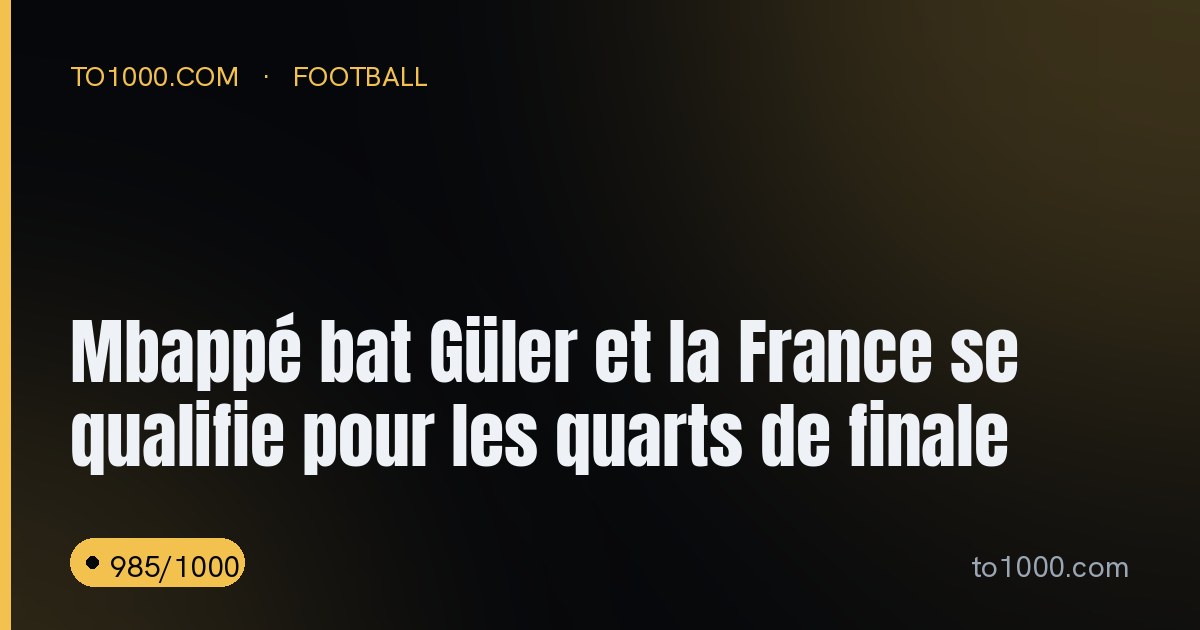 TO1000.COM · FOOTBALL
Mbappé bat Güler et la France se
qualifie pour les quarts de finale
985/1000
to1000.com